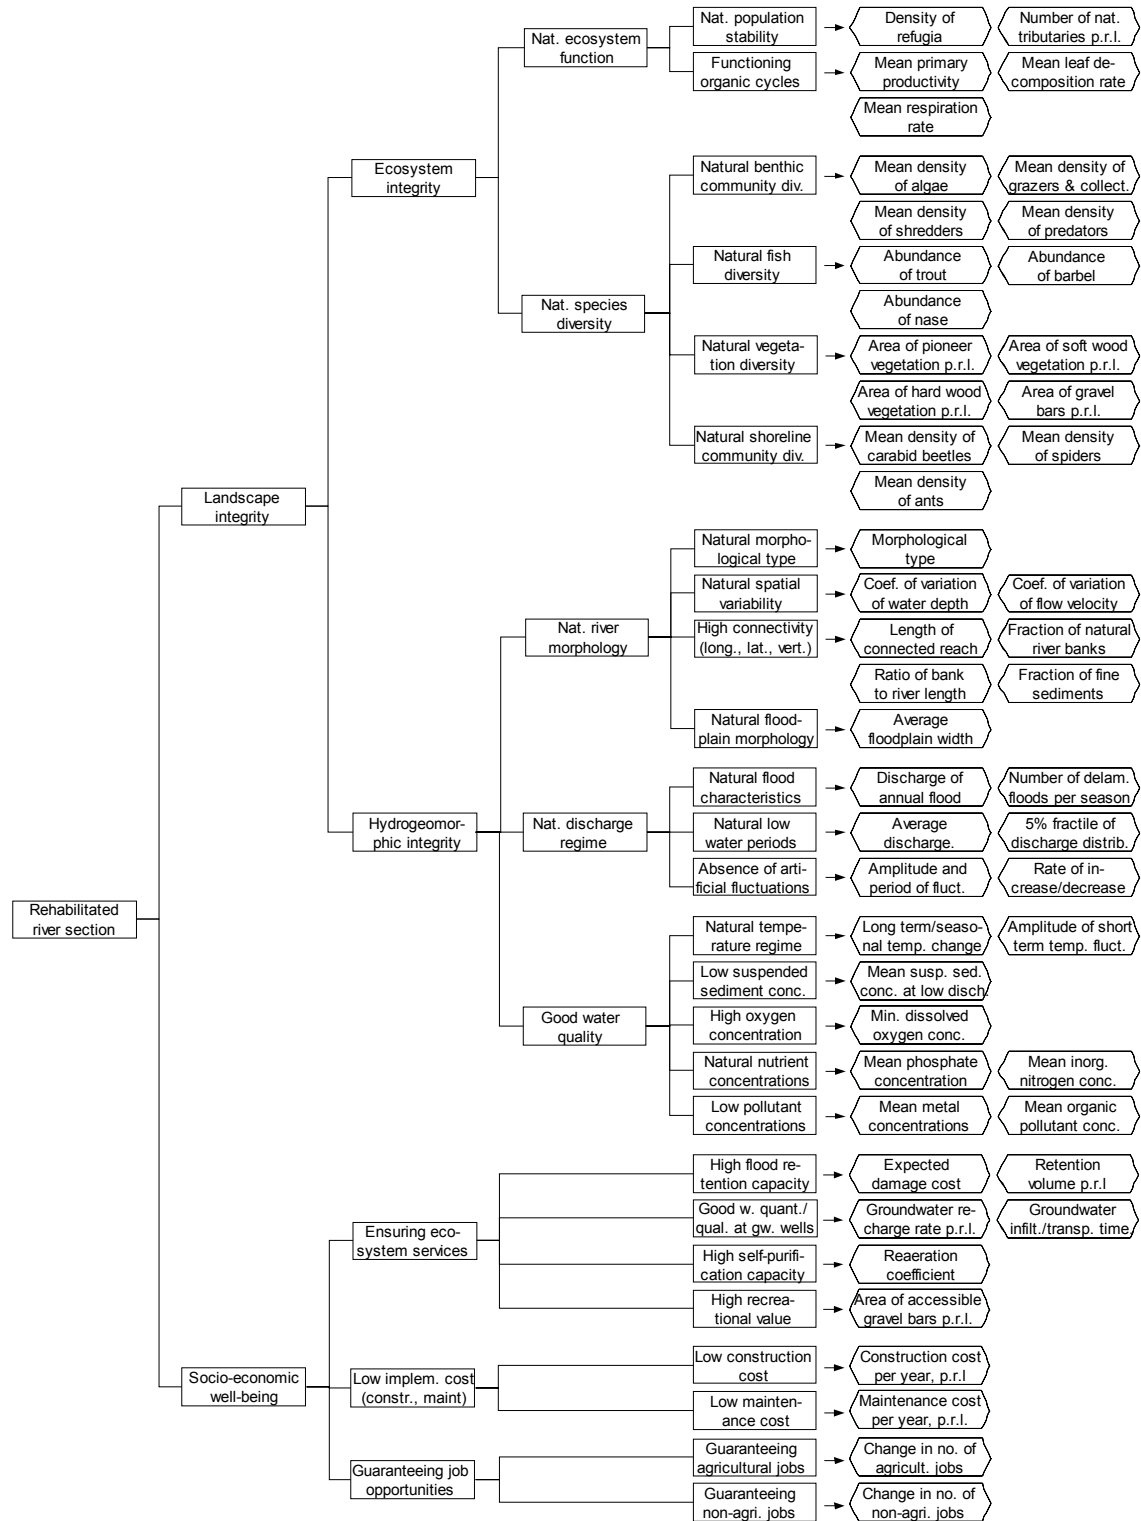 Nat. population
stability
Density of
refugia
Number of nat.
tributaries p.r.l.
Nat. ecosystem
function
Functioning
organic cycles
Mean primary
productivity
Mean leaf de-
composition rate
Mean respiration
rate
Ecosystem
integrity
Natural benthic
community div.
Mean density
of algae
Mean density of
grazers & collect.
Mean density
of shredders
Mean density
of predators
Natural fish
diversity
Abundance
of trout
Abundance
of barbel
Abundance
of nase
Nat. species
diversity
Natural vegeta-
tion diversity
Area of pioneer
vegetation p.r.l.
Area of soft wood
vegetation p.r.l.
Area of hard wood
vegetation p.r.l.
Area of gravel
bars p.r.l.
Natural shoreline
community div.
Mean density of
carabid beetles
Mean density
of spiders
Mean density
of ants
Landscape
integrity
Natural morpho-
logical type
Morphological
type
Natural spatial
variability
Coef. of variation
of water depth
Coef. of variation
of flow velocity
Nat. river
morphology
High connectivity
(long., lat., vert.)
Length of
connected reach
Fraction of natural
river banks
Ratio of bank
to river length
Fraction of fine
sediments
Natural flood-
plain morphology
Average
floodplain width
Natural flood
characteristics
Discharge of
annual flood
Number of delam.
floods per season
Hydrogeomor-
phic integrity
Nat. discharge
regime
Natural low
water periods
Average
discharge.
5% fractile of
discharge distrib.
Absence of arti-
ficial fluctuations
Amplitude and
period of fluct.
Rate of in-
crease/decrease
Rehabilitated
river section
Natural tempe-
rature regime
Long term/seaso-
nal temp. change
Amplitude of short
term temp. fluct.
Low suspended
sediment conc.
Mean susp. sed.
conc. at low disch.
Good water
quality
High oxygen
concentration
Min. dissolved
oxygen conc.
Natural nutrient
concentrations
Mean phosphate
concentration
Mean inorg.
nitrogen conc.
Low pollutant
concentrations
Mean metal
concentrations
Mean organic
pollutant conc.
High flood re-
tention capacity
Expected
damage cost
Retention
volume p.r.l
Ensuring eco-
system services
Good w. quant./
qual. at gw. wells
Groundwater re-
charge rate p.r.l.
Groundwater
infilt./transp. time.
High self-purifi-
cation capacity
Reaeration
coefficient
High recrea-
tional value
Area of accessible
gravel bars p.r.l.
Socio-economic
well-being
Low implem. cost
(constr., maint)
Low construction
cost
Construction cost
per year, p.r.l
Low mainten-
ance cost
Maintenance cost
per year, p.r.l.
Guaranteeing job
opportunities
Guaranteeing
agricultural jobs
Change in no. of
agricult. jobs
Guaranteeing
non-agri. jobs
Change in no. of
non-agri. jobs